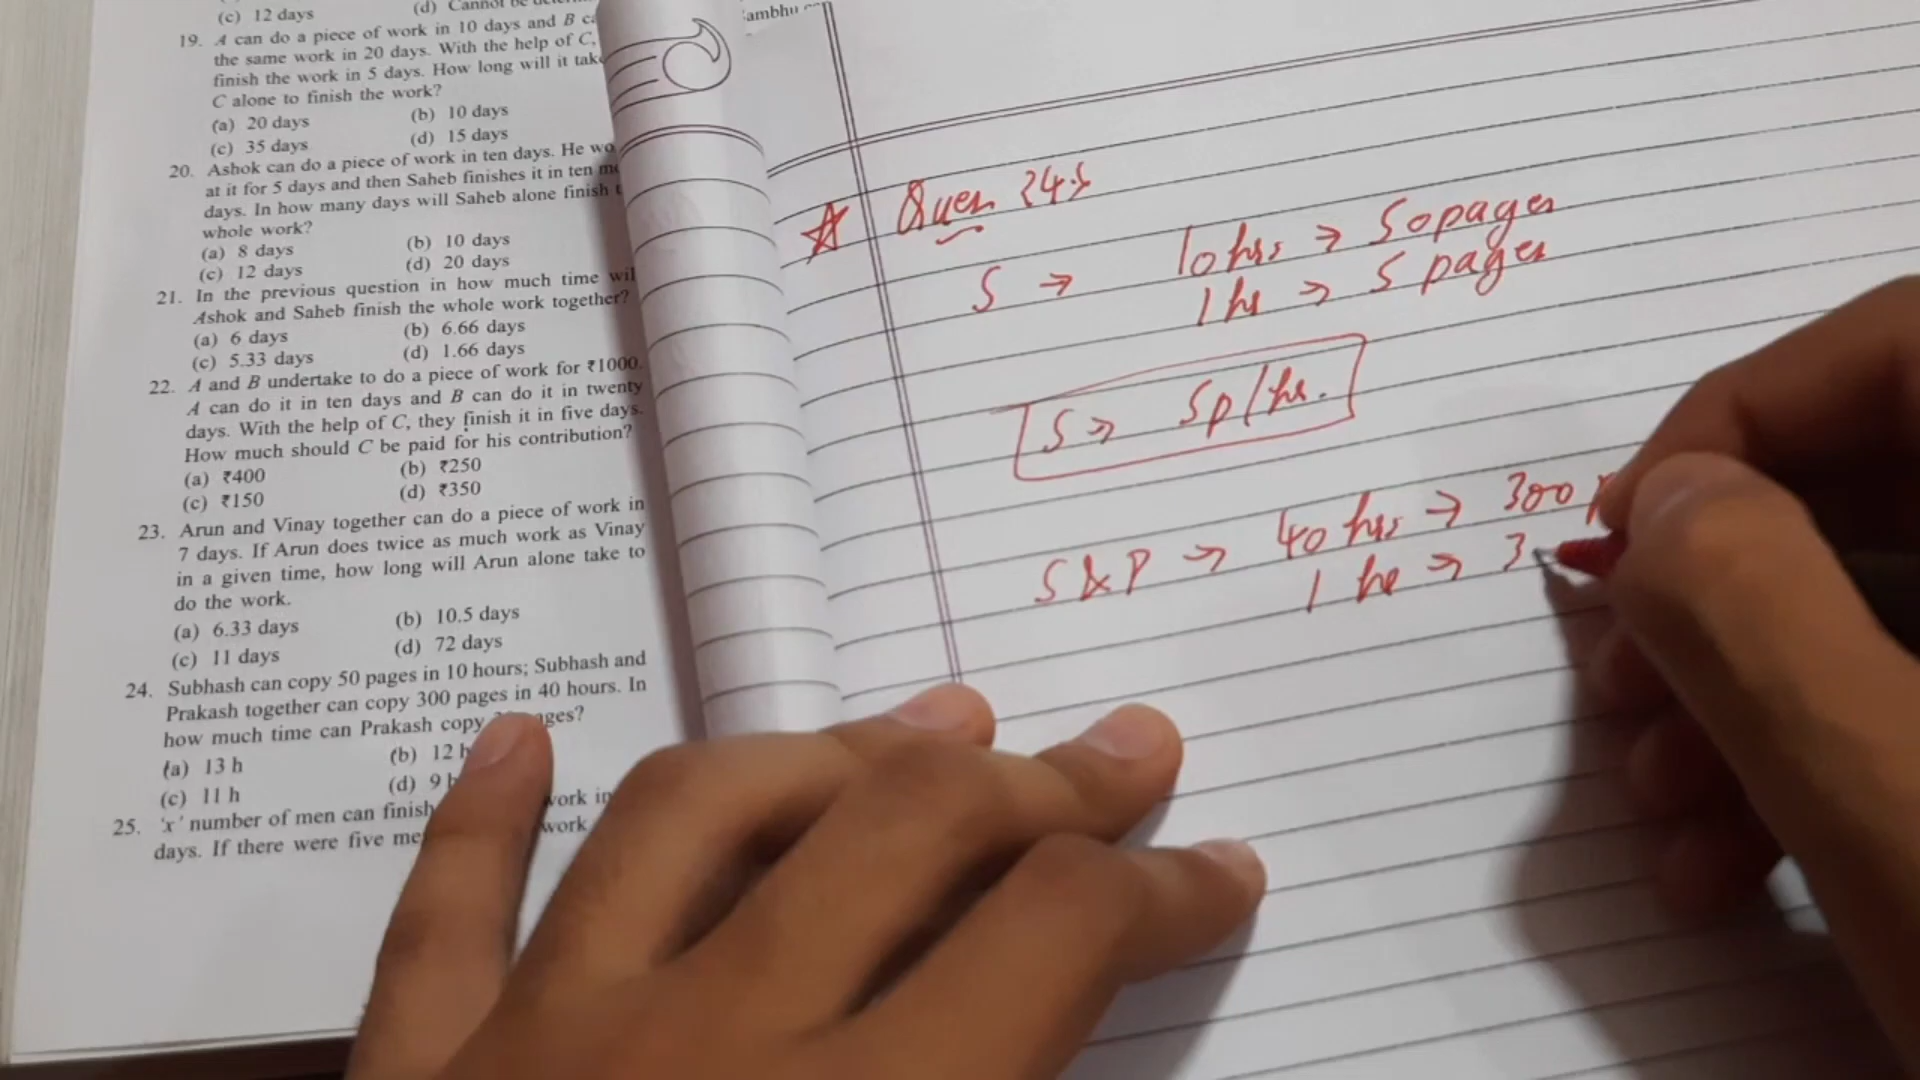 (c) 12 days
(d) Cannot be
19. A can do a piece of work in 10 days and B
the same work in 20 days. With the help of C,
finish the work in 5 days. How long will it
C alone to finish the work?
(a) 20 days (b) 10 days
(c) 35 days (d) 15 days
20. Ashok can do a piece of work in ten days. He
at it for 5 days and then Saheb finishes it in ten
days. In how many days will Saheb alone finish
whole work?
(a) 8 days (b) 10 days
(c) 12 days (d) 20 days
21. In the previous question in how much time
Ashok and Saheb finish the whole work together?
(a) 6 days (b) 6.66 days
(c) 5.33 days (d) 1.66 days
22. A and B undertake to do a piece of work for ₹1000.
A can do it in ten days and B can do it in twenty
days. With the help of C, they finish it in five days.
How much should C be paid for his contribution?
(a) ₹400 (b) ₹250
(c) ₹150 (d) ₹350
23. Arun and Vinay together can do a piece of work in
7 days. If Arun does twice as much work as Vinay
in a given time, how long will Arun alone take to
do the work.
(a) 6.33 days (b) 10.5 days
(c) 11 days (d) 72 days
24. Subhash can copy 50 pages in 10 hours; Subhash and
Prakash together can copy 300 pages in 40 hours. In
how much time can Prakash copy
(a) 13 h (b) 12 h
(c) 11 h (d) 9
25. 'x' number of men can finish work in
days. If there were five work
Ques 24:
S → 10 hrs → 50 pages
1 hr → 5 pages
S → 5p/hr.
S & P → 40 hrs → 300
1 hr → 3